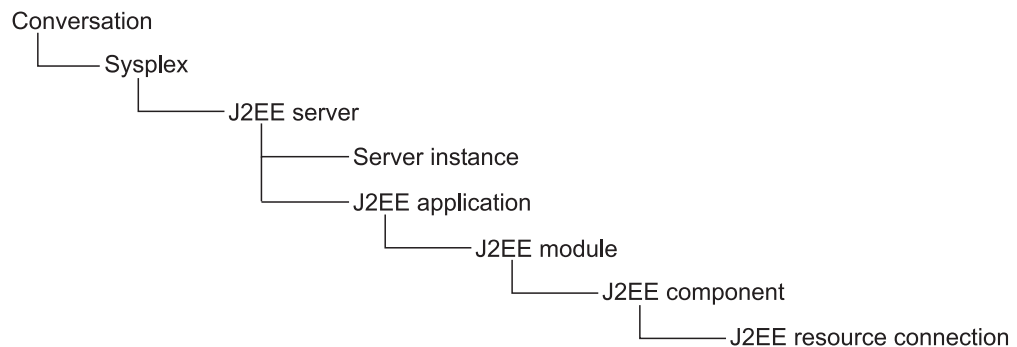 Conversation
Sysplex
J2EE server
Server instance
J2EE application
J2EE module
J2EE component
J2EE resource connection